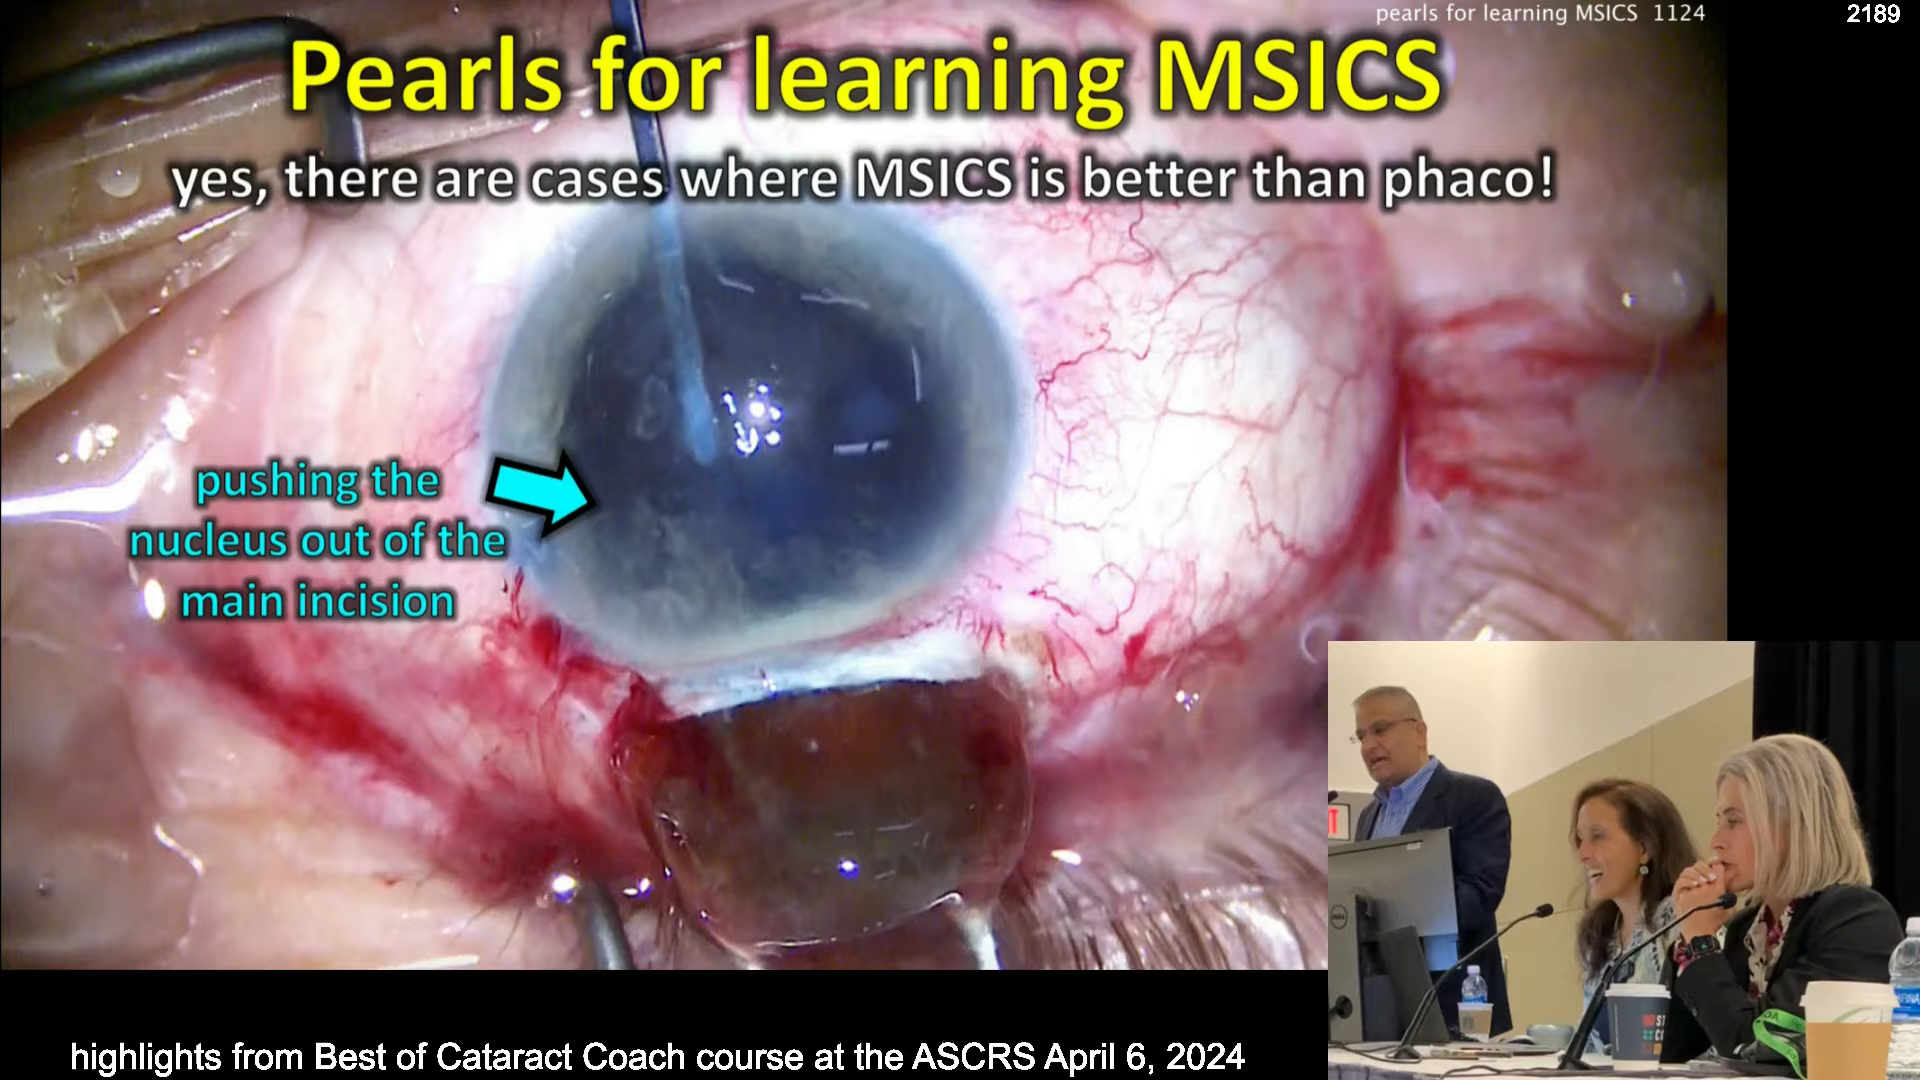 pearls for learning MSICS 1124
2189
Pearls for learning MSICS
yes, there are cases where MSICS is better than phaco!
pushing the
nucleus out of the
main incision
DELL
highlights from Best of Cataract Coach course at the ASCRS April 6, 2024